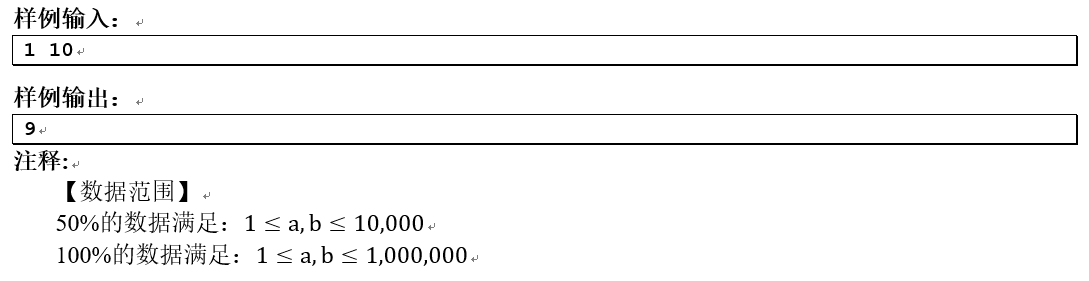 样例输入：
1 10
样例输出：
9
注释:
【数据范围】
50%的数据满足：1 ≤ a, b ≤ 10,000
100%的数据满足：1 ≤ a, b ≤ 1,000,000